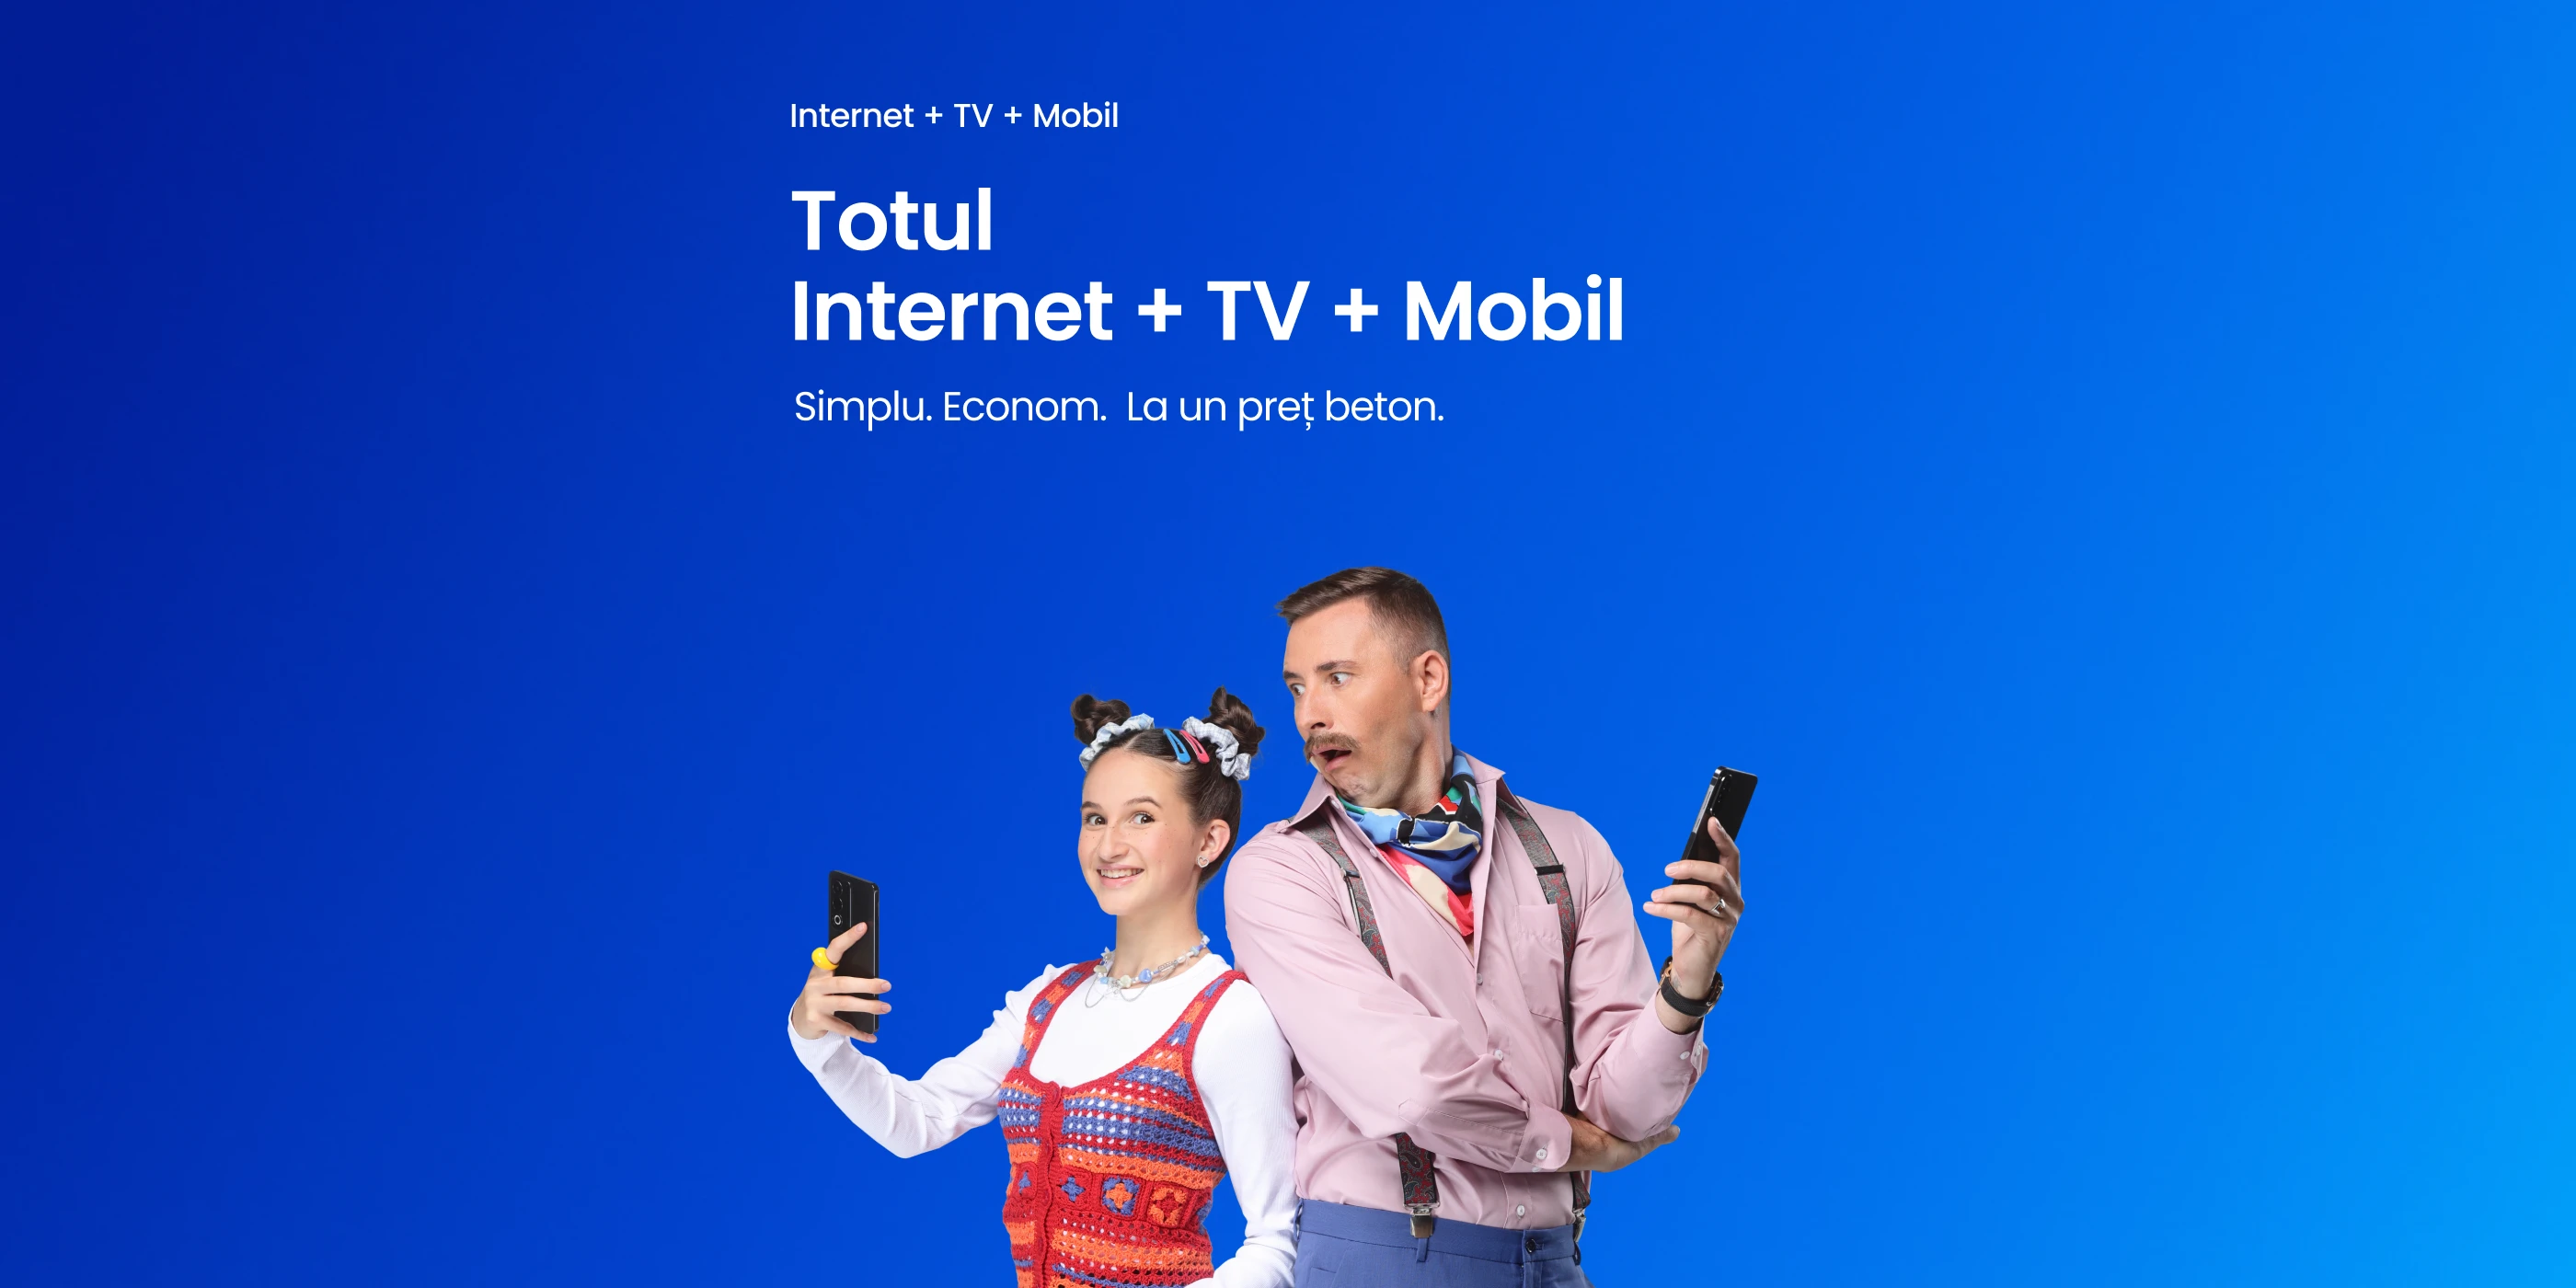 Internet + TV + Mobil
Totul
Internet + TV + Mobil
Simplu. Econom. La un preț beton.